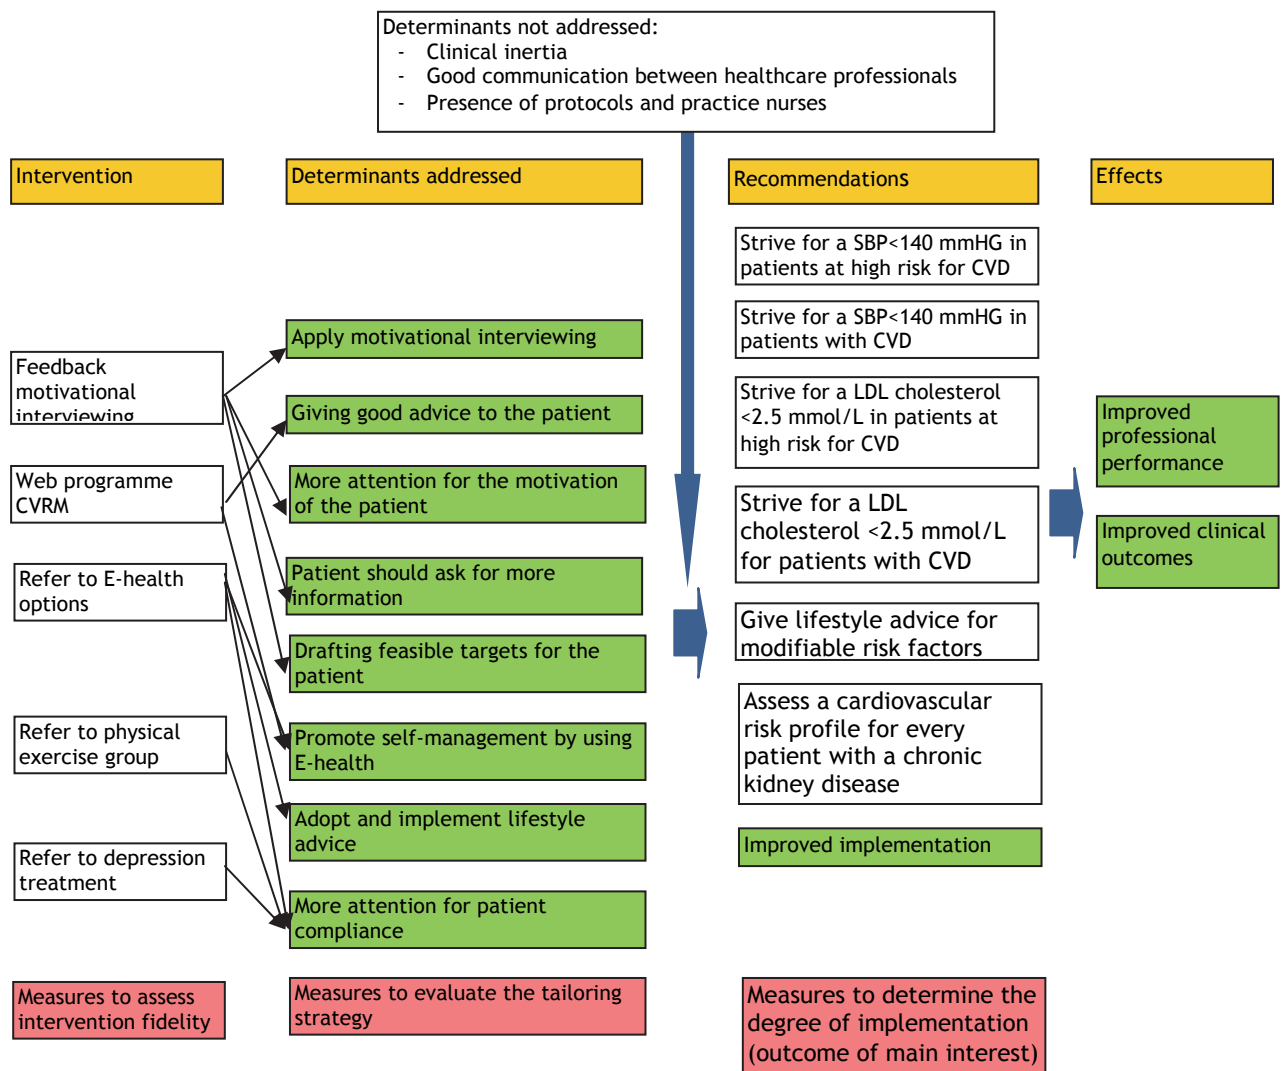 Determinants not addressed:
- Clinical inertia
- Good communication between healthcare professionals
- Presence of protocols and practice nurses
Intervention
Determinants addressed
Recommendations
Effects
Feedback
motivational
interviewing
Web programme
CVRM
Refer to E-health
options
Refer to physical
exercise group
Refer to depression
treatment
Measures to assess
intervention fidelity
Apply motivational interviewing
Giving good advice to the patient
More attention for the motivation
of the patient
Patient should ask for more
information
Drafting feasible targets for the
patient
Promote self-management by using
E-health
Adopt and implement lifestyle
advice
More attention for patient
compliance
Measures to evaluate the tailoring
strategy
Strive for a SBP<140 mmHG in
patients at high risk for CVD
Strive for a SBP<140 mmHG in
patients with CVD
Strive for a LDL cholesterol
<2.5 mmol/L in patients at
high risk for CVD
Strive for a LDL
cholesterol <2.5 mmol/L
for patients with CVD
Give lifestyle advice for
modifiable risk factors
Assess a cardiovascular
risk profile for every
patient with a chronic
kidney disease
Improved implementation
Measures to determine the
degree of implementation
(outcome of main interest)
Improved
professional
performance
Improved clinical
outcomes